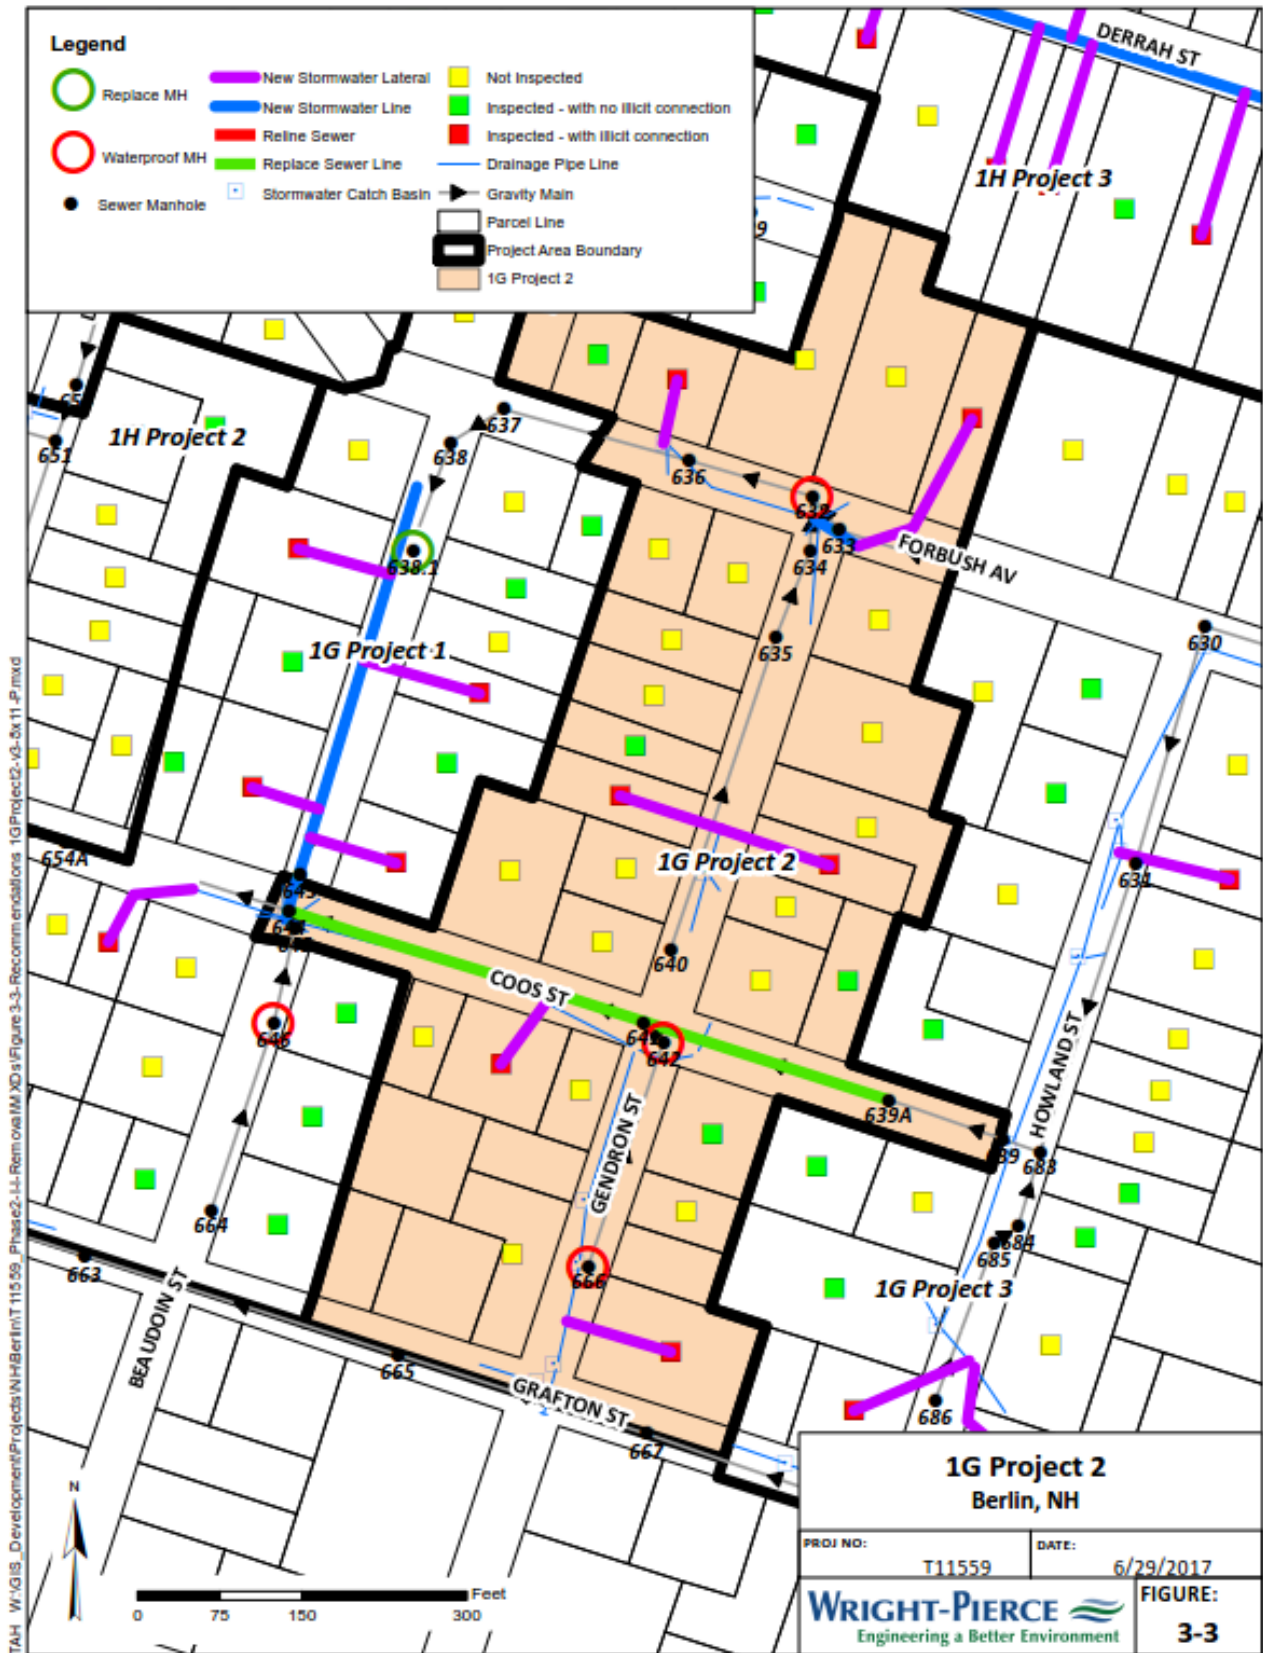 Legend
Replace MH
Waterproof MH
Sewer Manhole
New Stormwater Lateral
New Stormwater Line
Reline Sewer
Replace Sewer Line
Stormwater Catch Basin
Not Inspected
Inspected - with no illicit connection
Inspected - with illicit connection
Drainage Pipe Line
Gravity Main
Parcel Line
Project Area Boundary
1G Project 2
DERRAH ST
1H Project 3
1H Project 2
651
637
638
636
638.1
633
634
FORBUSH AV
635
630
1G Project 1
654A
1G Project 2
631
640
COOS ST
646
642
639A
HOWLAND ST
683
GENDRON ST
664
684
685
663
666
1G Project 3
BEAUDOIN ST
665
GRAFTON ST
667
686
N
Feet
0 75 150 300
1G Project 2
Berlin, NH
PROJ NO:
T11559
DATE:
6/29/2017
WRIGHT-PIERCE
Engineering a Better Environment
FIGURE:
3-3